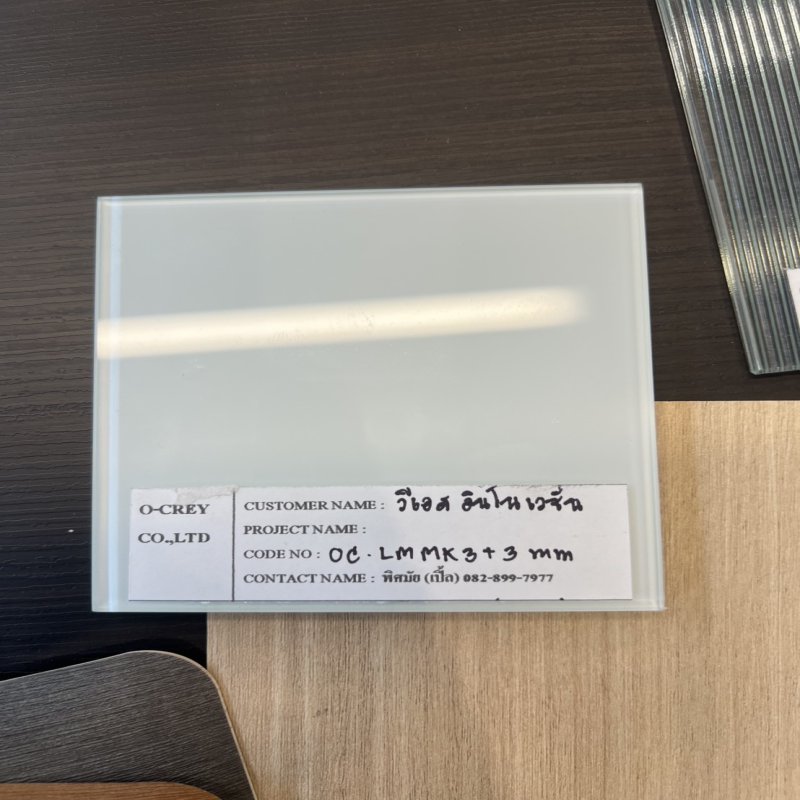 O-CREY
CO.,LTD
CUSTOMER NAME : วีเอส อินโนเวชั่น
PROJECT NAME :
CODE NO : OC. LMMK3+3 mm
CONTACT NAME : พิศมัย (เปิ้ล) 082-899-7977